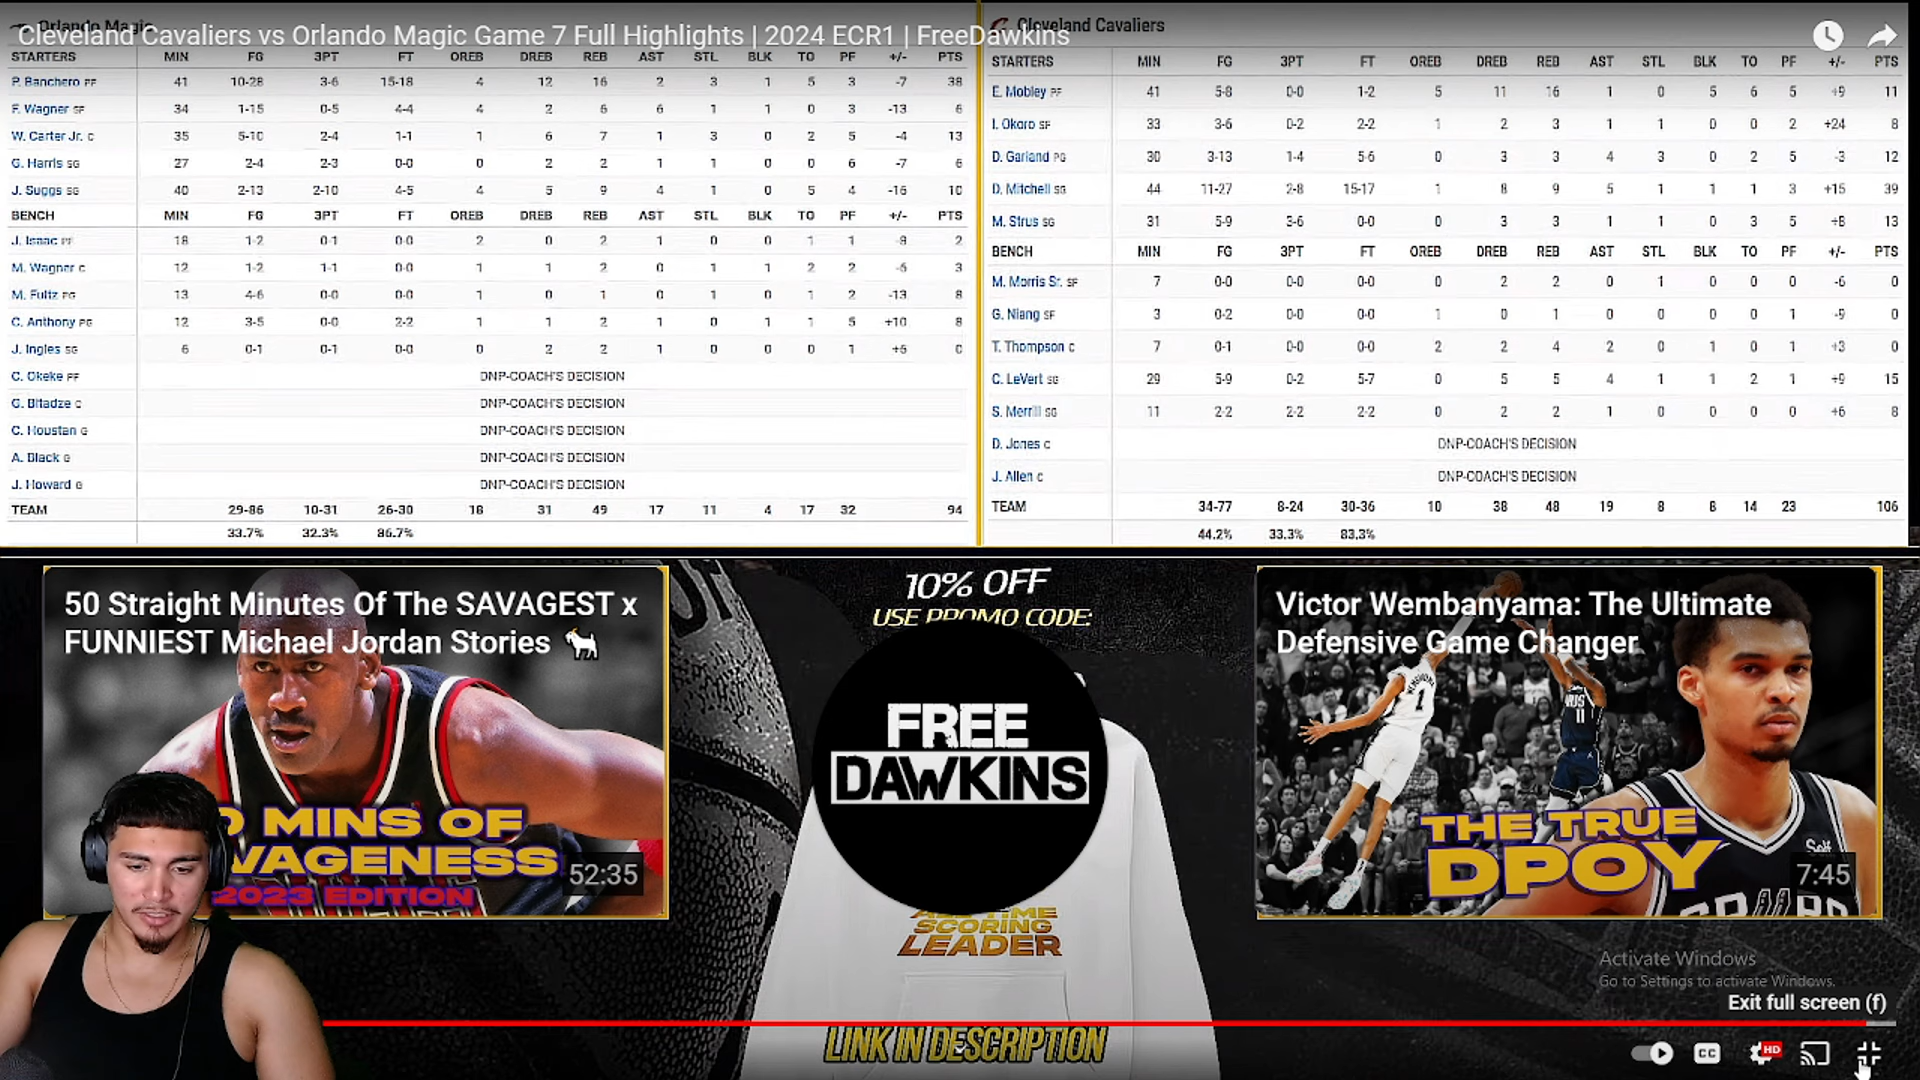 Orlando Magic
Cleveland Cavaliers vs Orlando Magic Game 7 Full Highlights | 2024 ECR1 | FreeDawkins
STARTERS MIN FG 3PT FT OREB DREB REB AST STL BLK TO PF +/- PTS
P. Banchero PF 41 10-28 3-6 15-18 4 12 16 2 3 1 5 3 -7 38
F. Wagner SF 34 1-15 0-5 4-4 4 2 6 6 1 1 0 3 -13 6
W. Carter Jr. C 35 5-10 2-4 1-1 1 6 7 1 3 0 2 5 -4 13
G. Harris SG 27 2-4 2-3 0-0 0 2 2 1 1 0 0 6 -7 6
J. Suggs SG 40 2-13 2-10 4-5 4 5 9 4 1 0 5 4 -16 10
BENCH MIN FG 3PT FT OREB DREB REB AST STL BLK TO PF +/- PTS
J. Isaac PF 18 1-2 0-1 0-0 2 0 2 1 0 0 1 1 -8 2
M. Wagner C 12 1-2 1-1 0-0 1 1 2 0 1 1 2 2 -6 3
M. Fultz PG 13 4-6 0-0 0-0 1 0 1 0 1 0 1 2 -13 8
C. Anthony PG 12 3-5 0-0 2-2 1 1 2 1 0 1 1 5 +10 8
J. Ingles SG 6 0-1 0-1 0-0 0 2 2 1 0 0 0 1 +6 0
C. Okeke PF DNP-COACH'S DECISION
G. Bitadze C DNP-COACH'S DECISION
C. Houstan G DNP-COACH'S DECISION
A. Black G DNP-COACH'S DECISION
J. Howard G DNP-COACH'S DECISION
TEAM 29-86 10-31 26-30 18 31 49 17 11 4 17 32 94
33.7% 32.3% 86.7%
Cleveland Cavaliers
STARTERS MIN FG 3PT FT OREB DREB REB AST STL BLK TO PF +/- PTS
E. Mobley PF 41 5-8 0-0 1-2 5 11 16 1 0 5 6 5 +9 11
I. Okoro SF 33 3-6 0-2 2-2 1 2 3 1 1 0 0 2 +24 8
D. Garland PG 30 3-13 1-4 5-6 0 3 3 4 3 0 2 5 -3 12
D. Mitchell SG 44 11-27 2-8 15-17 1 8 9 5 1 1 1 3 +15 39
M. Strus SG 31 5-9 3-6 0-0 0 3 3 1 1 0 3 5 +8 13
BENCH MIN FG 3PT FT OREB DREB REB AST STL BLK TO PF +/- PTS
M. Morris Sr. SF 7 0-0 0-0 0-0 0 2 2 0 1 0 0 1 -6 0
G. Niang SF 3 0-2 0-0 0-0 1 0 1 0 0 0 0 1 -9 0
T. Thompson C 7 0-1 0-0 0-0 2 2 4 2 0 1 0 1 +3 0
C. LeVert SG 29 5-9 0-2 5-7 0 5 5 4 1 1 2 1 +9 15
S. Merrill SG 11 2-2 2-2 2-2 0 2 2 1 0 0 0 0 +6 8
D. Jones C DNP-COACH'S DECISION
J. Allen C DNP-COACH'S DECISION
TEAM 34-77 8-24 30-36 10 38 48 19 8 8 14 23 106
44.2% 33.3% 83.3%
50 Straight Minutes Of The SAVAGEST x
FUNNIEST Michael Jordan Stories 🐐
MINS OF
VAGENESS
2023 EDITION
52:35
10% OFF
USE PROMO CODE:
FREE
DAWKINS
ALL TIME
SCORING
LEADER
LINK IN DESCRIPTION
Victor Wembanyama: The Ultimate
Defensive Game Changer
1
11
THE TRUE
DPOY
7:45
Activate Windows
Go to Settings to activate Windows.
Exit full screen (f)
CC
HD